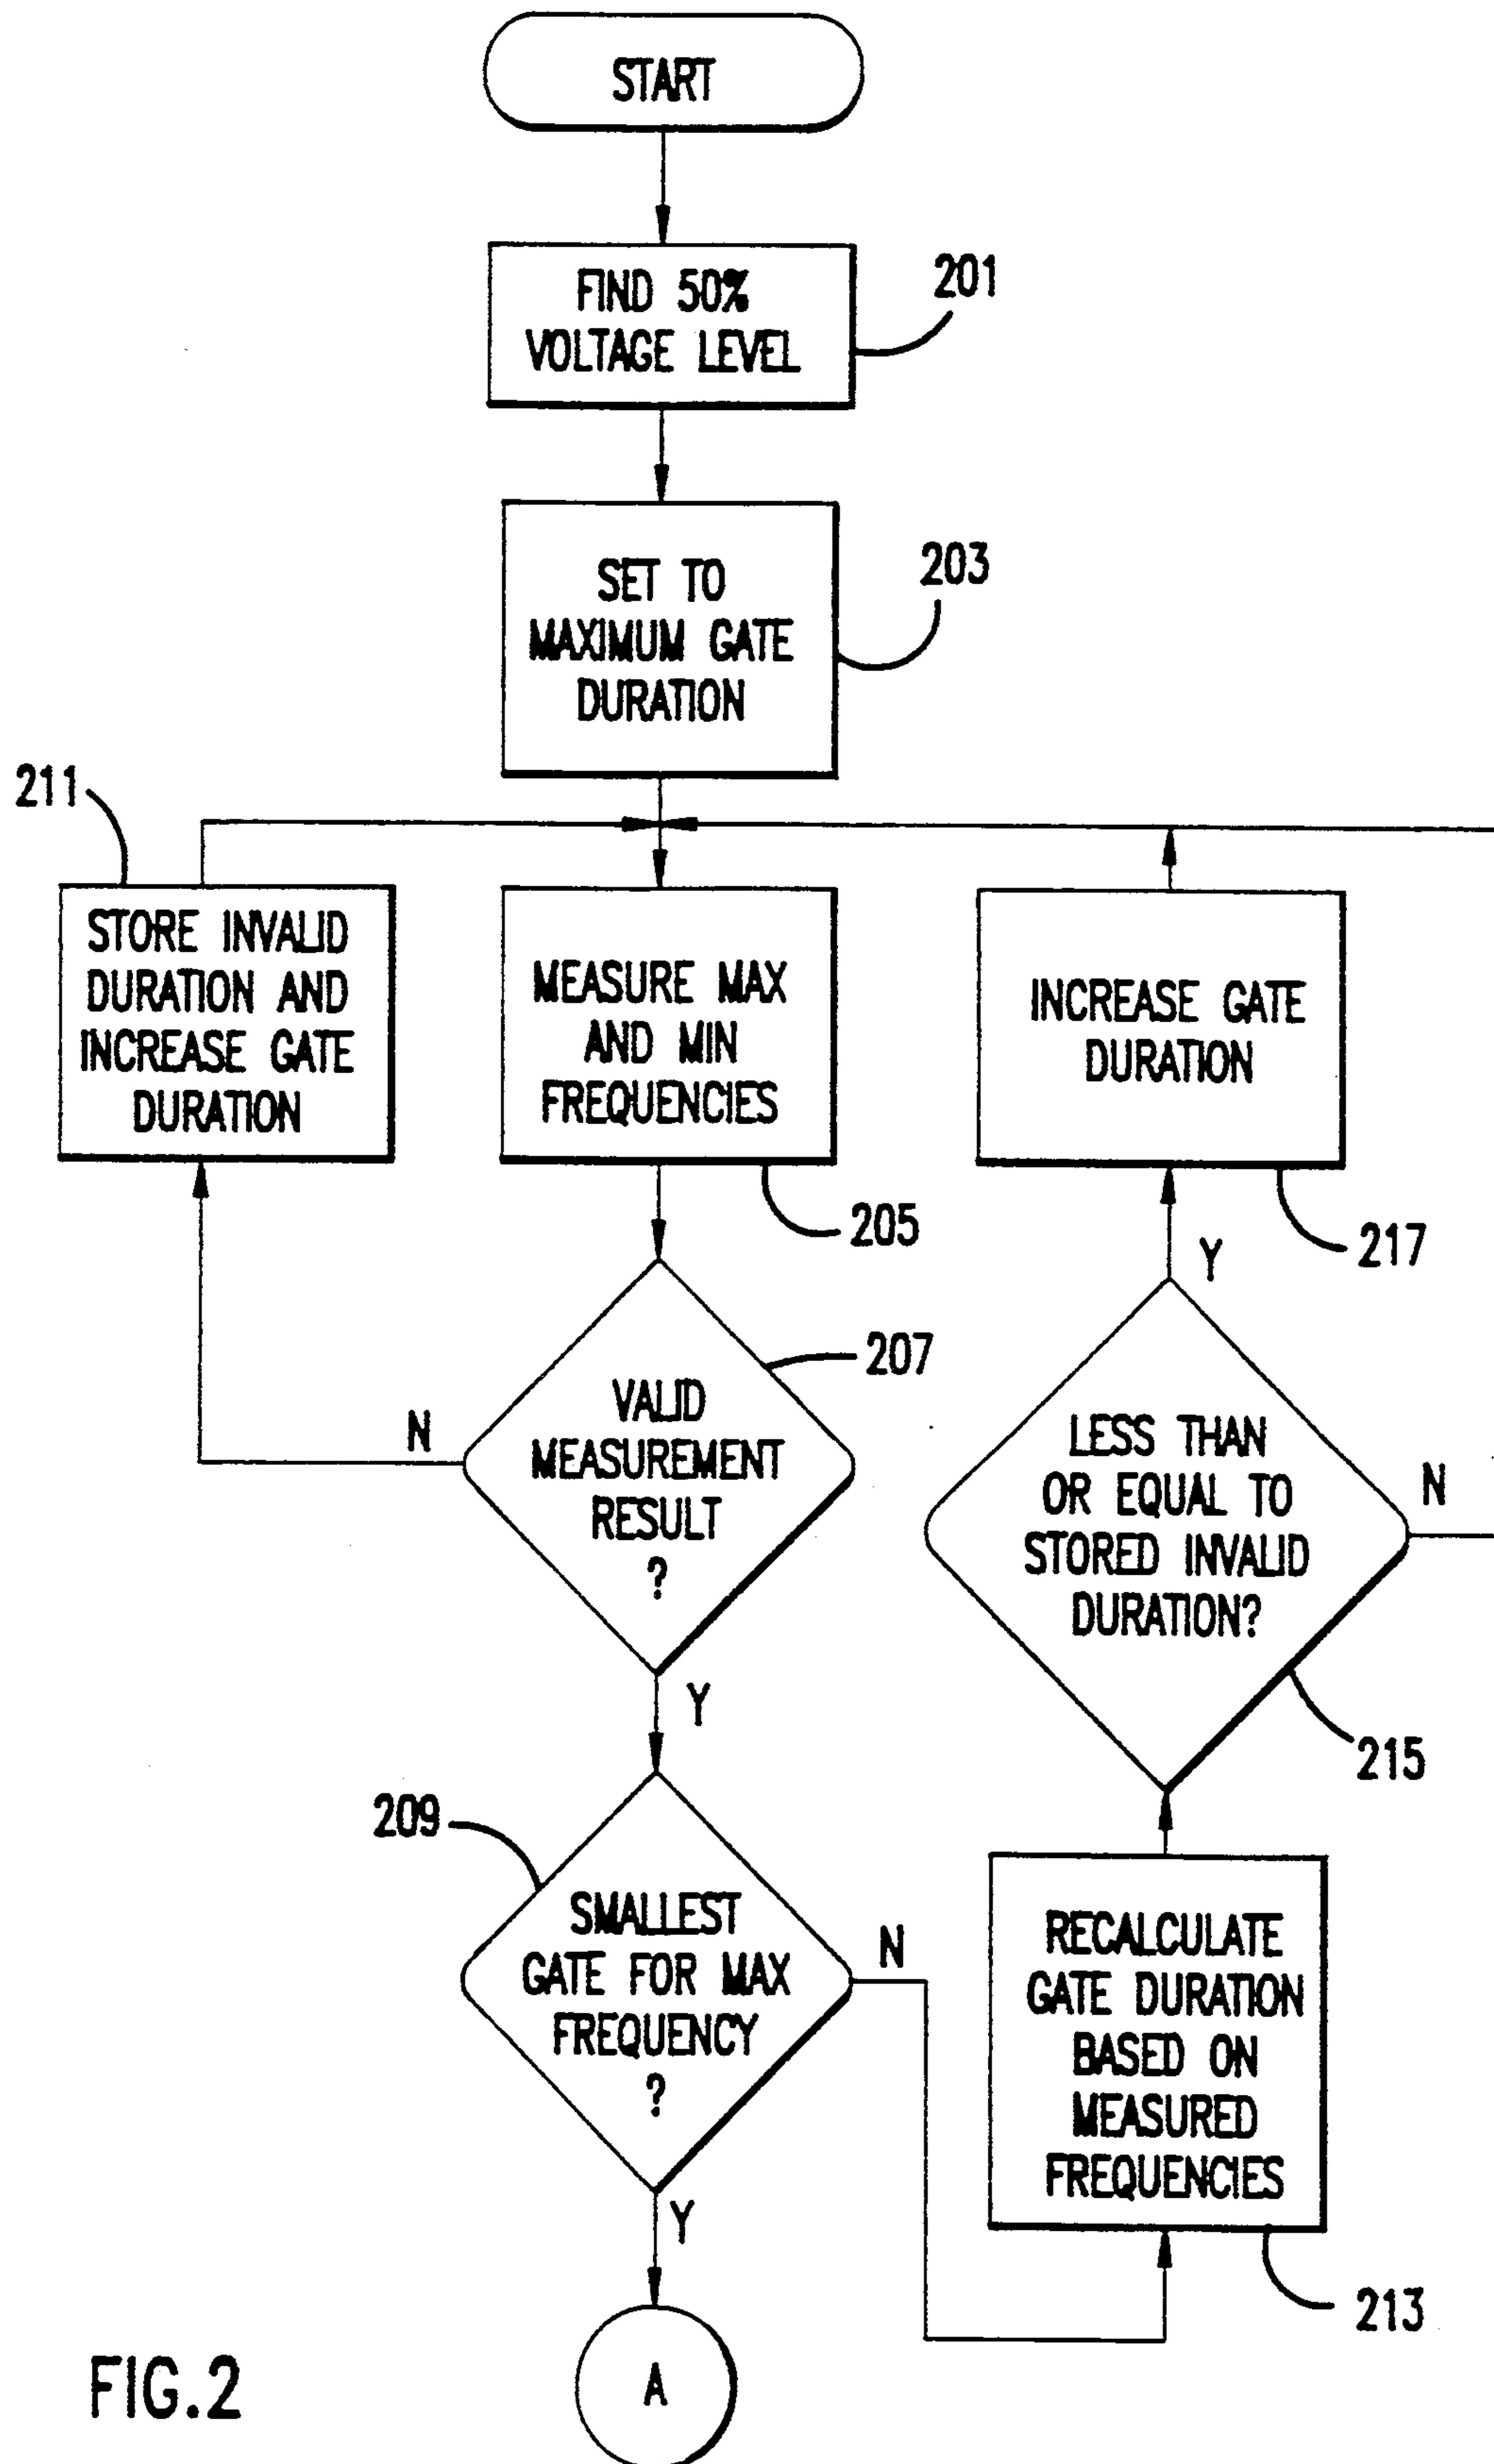 START
FIND 50%
VOLTAGE LEVEL
201
SET TO
MAXIMUM GATE
DURATION
203
211
STORE INVALID
DURATION AND
INCREASE GATE
DURATION
MEASURE MAX
AND MIN
FREQUENCIES
205
INCREASE GATE
DURATION
217
Y
207
VALID
MEASUREMENT
RESULT
?
N
LESS THAN
OR EQUAL TO
STORED INVALID
DURATION?
N
215
Y
209
SMALLEST
GATE FOR MAX
FREQUENCY
?
N
RECALCULATE
GATE DURATION
BASED ON
MEASURED
FREQUENCIES
213
Y
A
FIG.2